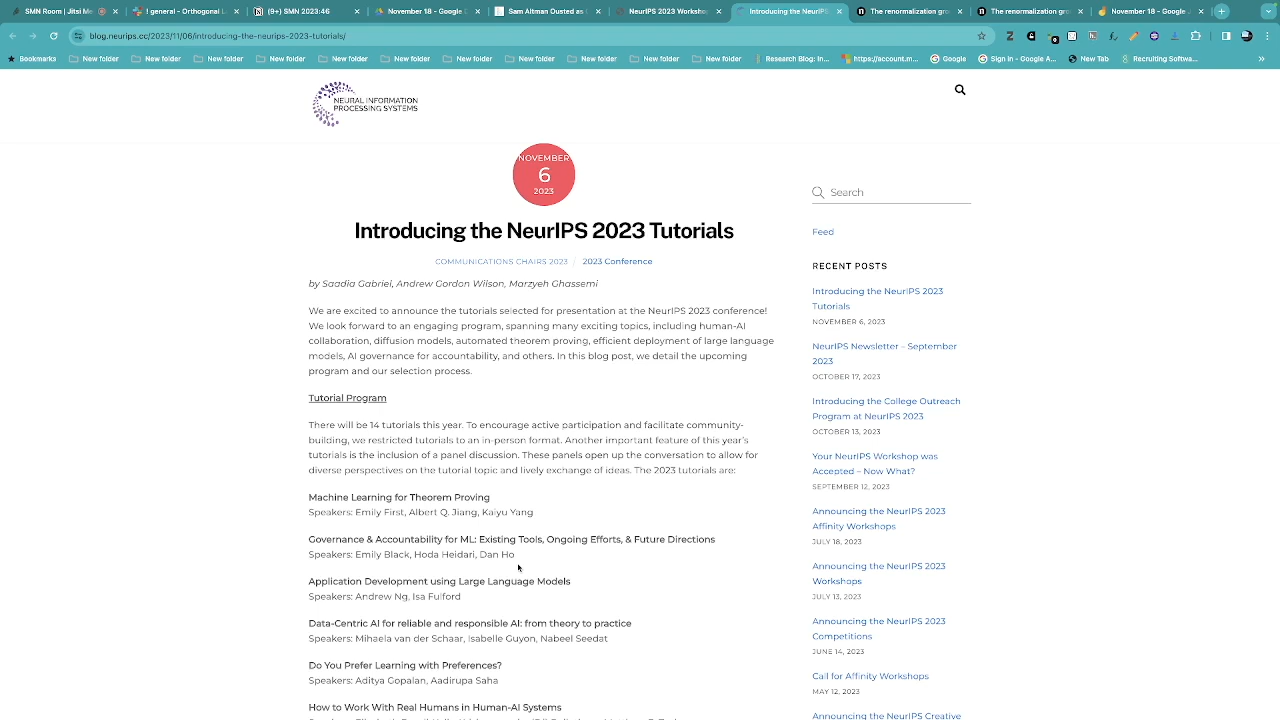 SMN Room | Jitsi Me
# general - Orthogonal L
(9+) SMN 2023:46
November 18 - Google D
Sam Altman Ousted as C
NeurIPS 2023 Workshop
Introducing the NeurIPS
The renormalization gro
The renormalization gro
November 18 - Google
blog.neurips.cc/2023/11/06/introducing-the-neurips-2023-tutorials/
Bookmarks
New folder
New folder
New folder
New folder
New folder
New folder
New folder
New folder
New folder
New folder
New folder
Research Blog: In...
https://account.m...
Google
Sign in - Google A...
New Tab
Recruiting Softwa...
NEURAL INFORMATION
PROCESSING SYSTEMS
NOVEMBER
6
2023
Introducing the NeurIPS 2023 Tutorials
COMMUNICATIONS CHAIRS 2023 / 2023 Conference
by Saadia Gabriel, Andrew Gordon Wilson, Marzyeh Ghassemi
We are excited to announce the tutorials selected for presentation at the NeurIPS 2023 conference!
We look forward to an engaging program, spanning many exciting topics, including human-AI
collaboration, diffusion models, automated theorem proving, efficient deployment of large language
models, AI governance for accountability, and others. In this blog post, we detail the upcoming
program and our selection process.
Tutorial Program
There will be 14 tutorials this year. To encourage active participation and facilitate community-
building, we restricted tutorials to an in-person format. Another important feature of this year's
tutorials is the inclusion of a panel discussion. These panels open up the conversation to allow for
diverse perspectives on the tutorial topic and lively exchange of ideas. The 2023 tutorials are:
Machine Learning for Theorem Proving
Speakers: Emily First, Albert Q. Jiang, Kaiyu Yang
Governance & Accountability for ML: Existing Tools, Ongoing Efforts, & Future Directions
Speakers: Emily Black, Hoda Heidari, Dan Ho
Application Development using Large Language Models
Speakers: Andrew Ng, Isa Fulford
Data-Centric AI for reliable and responsible AI: from theory to practice
Speakers: Mihaela van der Schaar, Isabelle Guyon, Nabeel Seedat
Do You Prefer Learning with Preferences?
Speakers: Aditya Gopalan, Aadirupa Saha
How to Work With Real Humans in Human-AI Systems
Search
Feed
RECENT POSTS
Introducing the NeurIPS 2023
Tutorials
NOVEMBER 6, 2023
NeurIPS Newsletter – September
2023
OCTOBER 17, 2023
Introducing the College Outreach
Program at NeurIPS 2023
OCTOBER 13, 2023
Your NeurIPS Workshop was
Accepted – Now What?
SEPTEMBER 12, 2023
Announcing the NeurIPS 2023
Affinity Workshops
JULY 18, 2023
Announcing the NeurIPS 2023
Workshops
JULY 13, 2023
Announcing the NeurIPS 2023
Competitions
JUNE 14, 2023
Call for Affinity Workshops
MAY 12, 2023
Announcing the NeurIPS Creative